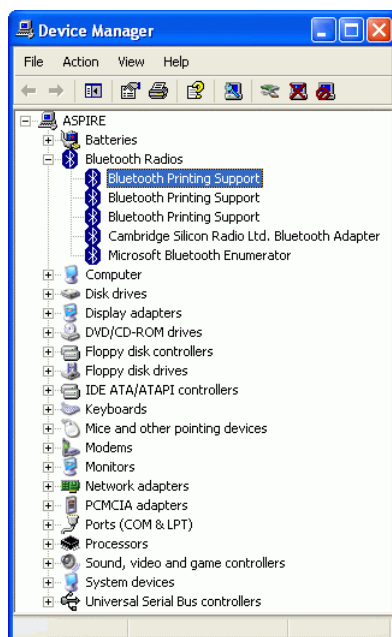 Device Manager
File Action View Help
ASPIRE
Batteries
Bluetooth Radios
Bluetooth Printing Support
Bluetooth Printing Support
Bluetooth Printing Support
Cambridge Silicon Radio Ltd. Bluetooth Adapter
Microsoft Bluetooth Enumerator
Computer
Disk drives
Display adapters
DVD/CD-ROM drives
Floppy disk controllers
Floppy disk drives
IDE ATA/ATAPI controllers
Keyboards
Mice and other pointing devices
Modems
Monitors
Network adapters
PCMCIA adapters
Ports (COM & LPT)
Processors
Sound, video and game controllers
System devices
Universal Serial Bus controllers